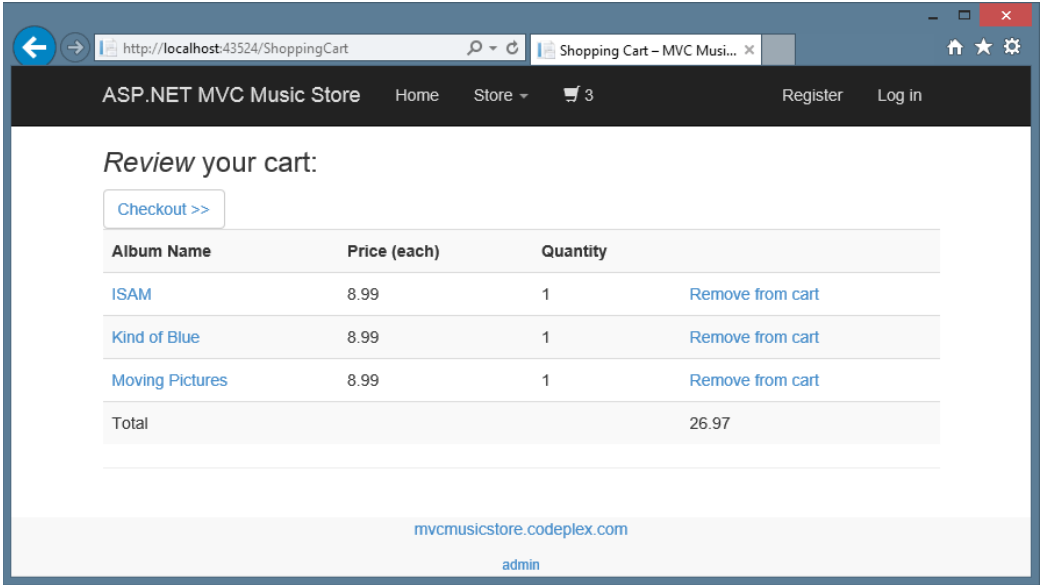 http://localhost:43524/ShoppingCart
Shopping Cart – MVC Musi...
ASP.NET MVC Music Store Home Store 3 Register Log in
Review your cart:
Checkout >>
Album Name Price (each) Quantity
ISAM 8.99 1 Remove from cart
Kind of Blue 8.99 1 Remove from cart
Moving Pictures 8.99 1 Remove from cart
Total 26.97
mvcmusicstore.codeplex.com
admin